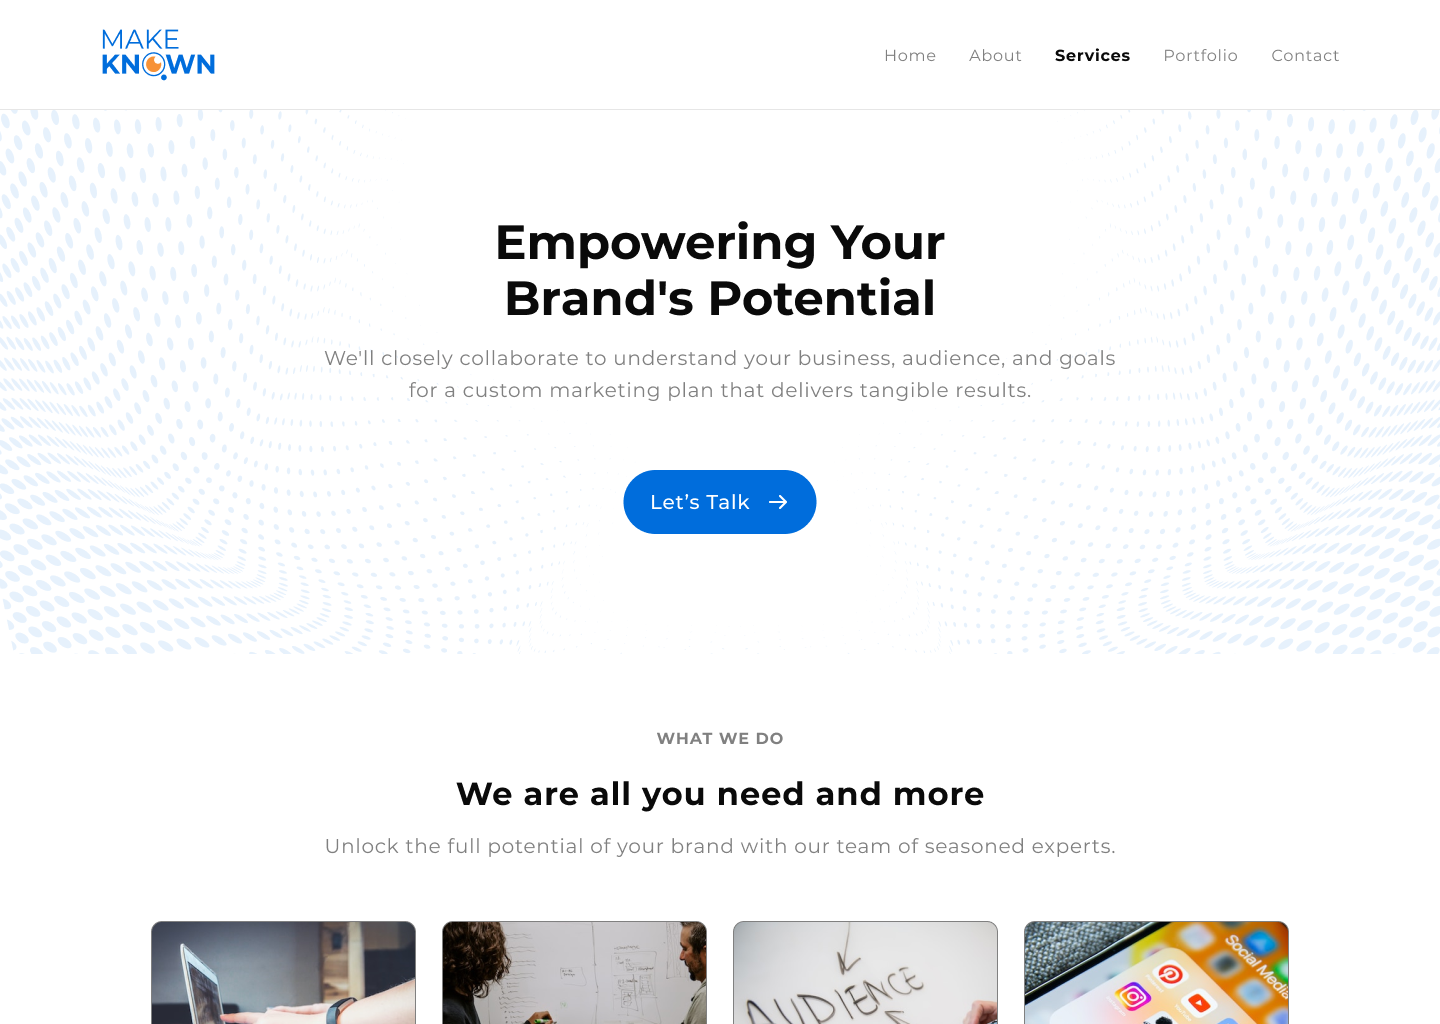 MAKE
KNOWN
Home About Services Portfolio Contact
Empowering Your
Brand's Potential
We'll closely collaborate to understand your business, audience, and goals
for a custom marketing plan that delivers tangible results.
Let’s Talk
WHAT WE DO
We are all you need and more
Unlock the full potential of your brand with our team of seasoned experts.
AUDIENCE
Social Media